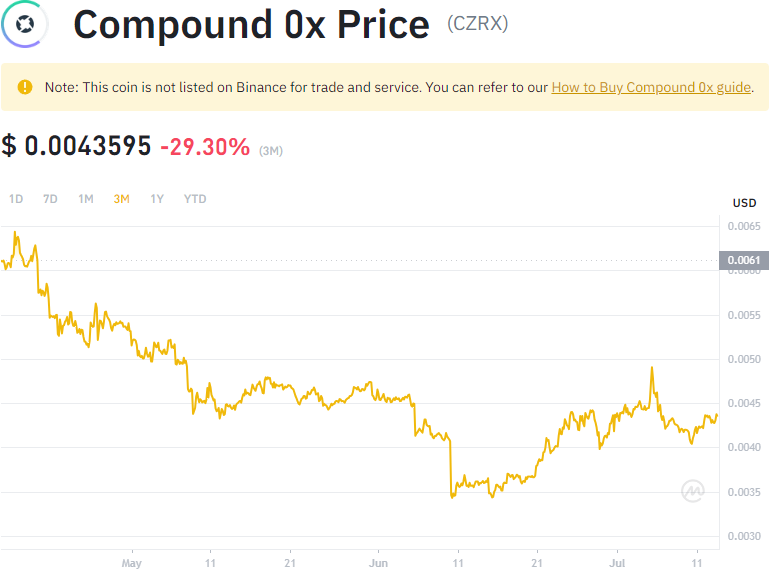 Compound 0x Price (CZRX)
Note: This coin is not listed on Binance for trade and service. You can refer to our How to Buy Compound 0x guide.
$ 0.0043595 -29.30% (3M)
1D 7D 1M 3M 1Y YTD
USD
0.0065
0.0061
0.0060
0.0055
0.0050
0.0045
0.0040
0.0035
0.0030
May 11 21 Jun 11 21 Jul 11